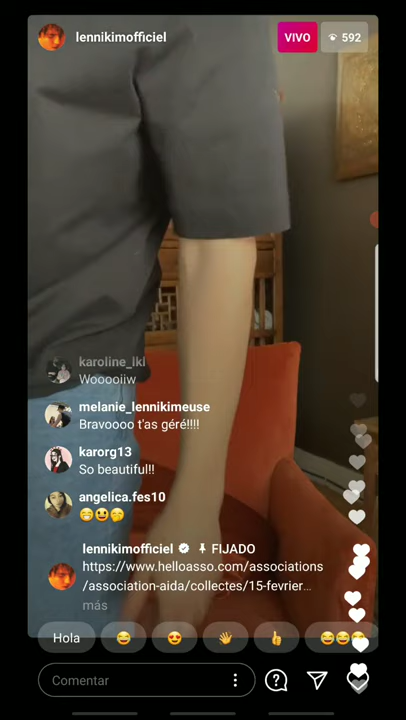 lennikimofficiel
VIVO
592
karoline_lkl
Wooooiiw
melanie_lennikimeuse
Bravoooo t'as géré!!!!
karorg13
So beautiful!!
angelica.fes10
😁😃🤭
lennikimofficiel FIJADO
https://www.helloasso.com/associations
/association-aida/collectes/15-fevrier...
más
Hola
Comentar